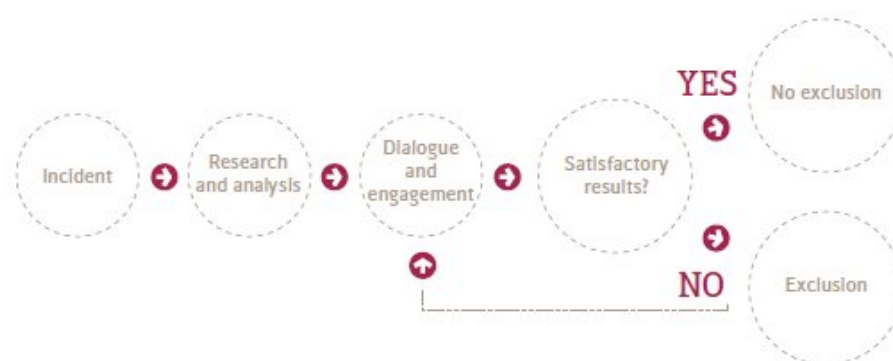 Incident
Research
and analysis
Dialogue
and
engagement
Satisfactory
results?
YES
No exclusion
NO
Exclusion